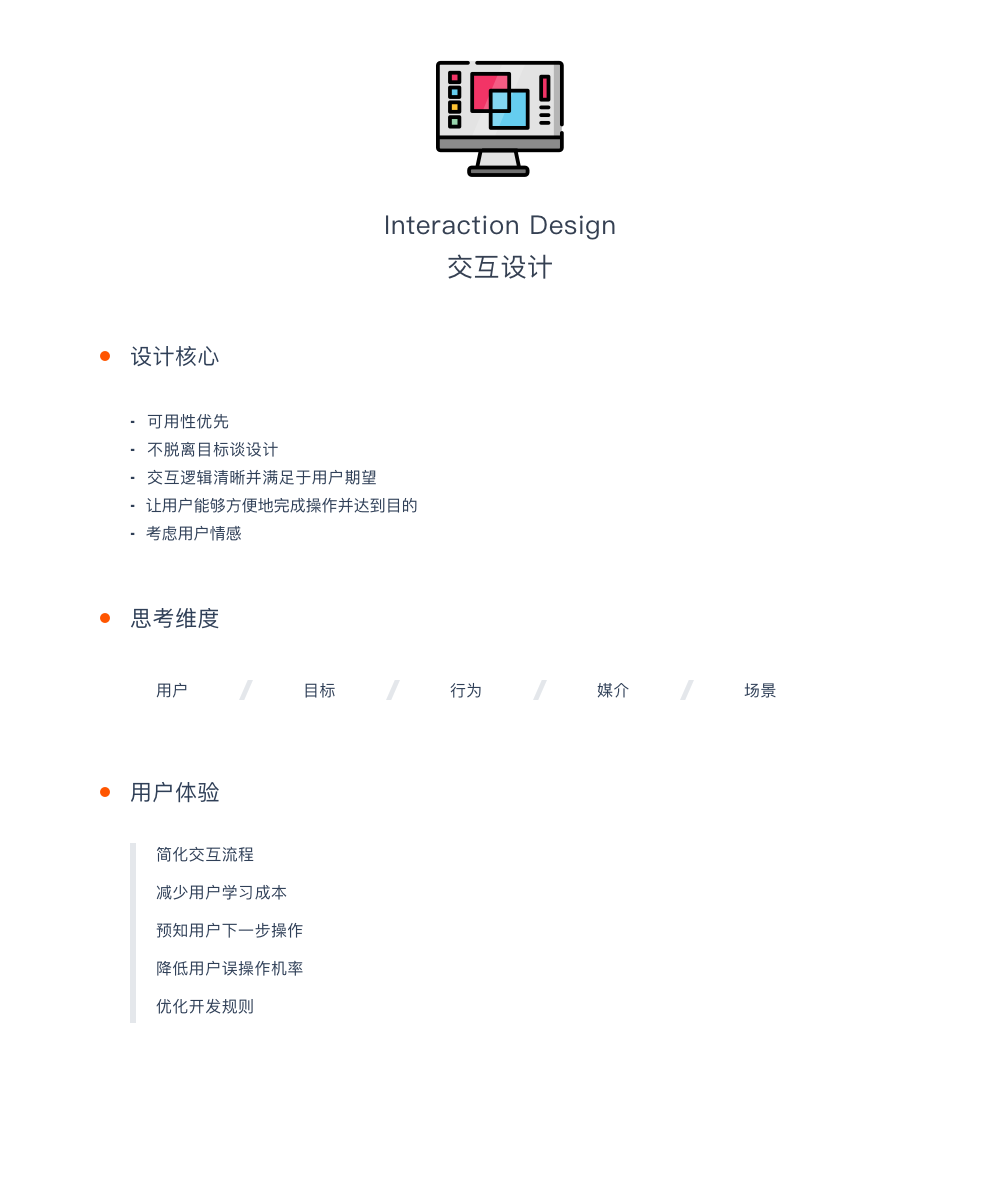 Interaction Design
交互设计
设计核心
- 可用性优先
- 不脱离目标谈设计
- 交互逻辑清晰并满足于用户期望
- 让用户能够方便地完成操作并达到目的
- 考虑用户情感
思考维度
用户 / 目标 / 行为 / 媒介 / 场景
用户体验
简化交互流程
减少用户学习成本
预知用户下一步操作
降低用户误操作机率
优化开发规则